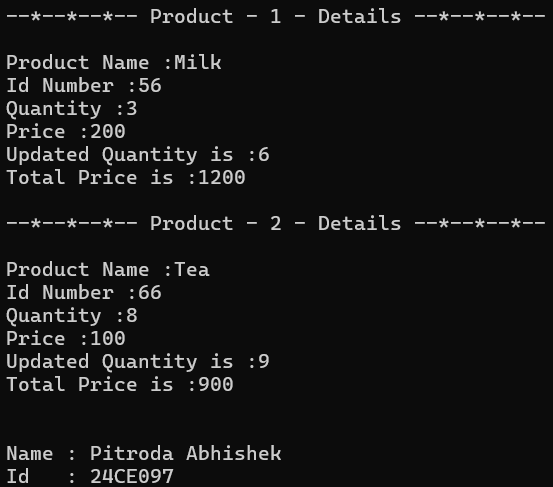 --*--*--*-- Product - 1 - Details --*--*--*--
Product Name :Milk
Id Number :56
Quantity :3
Price :200
Updated Quantity is :6
Total Price is :1200
--*--*--*-- Product - 2 - Details --*--*--*--
Product Name :Tea
Id Number :66
Quantity :8
Price :100
Updated Quantity is :9
Total Price is :900
Name : Pitroda Abhishek
Id   : 24CE097